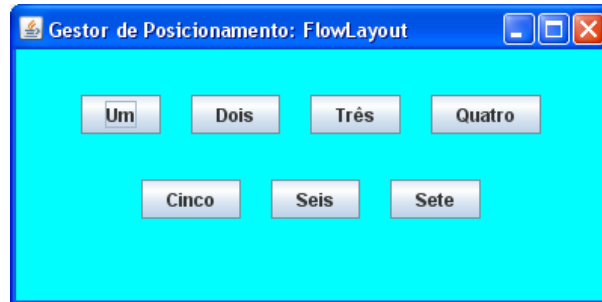 Gestor de Posicionamento: FlowLayout
Um Dois Três Quatro
Cinco Seis Sete